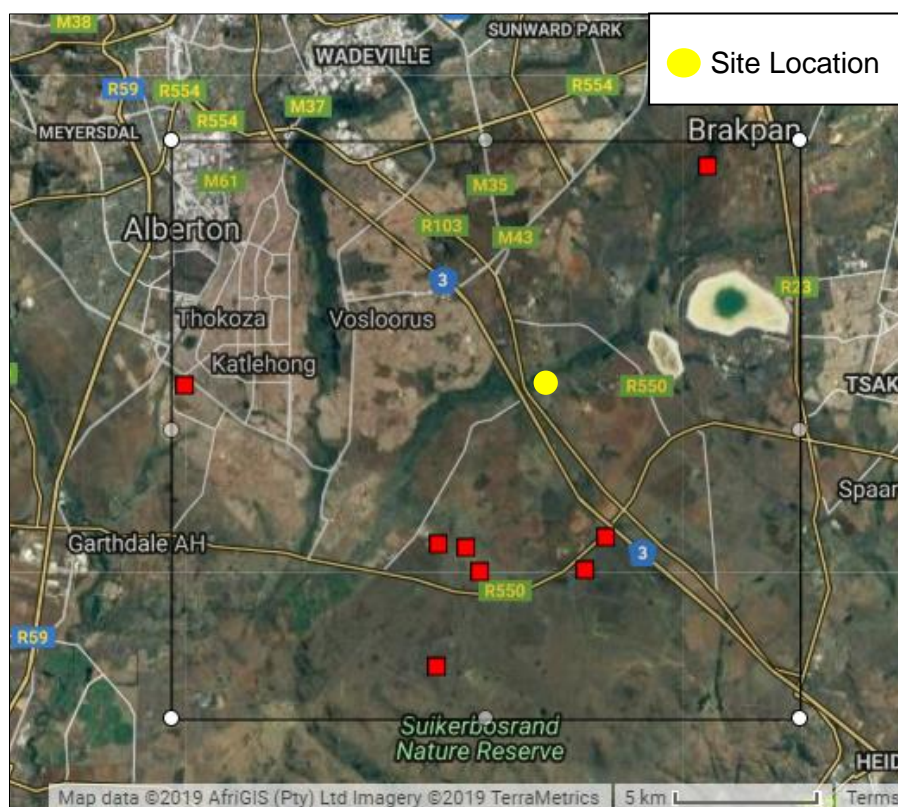 M38
SUNWARD PARK
WADEVILLE
Site Location
R59
R554
R554
M37
R554
MEYERSDAL
Brakpan
M61
M35
Alberton
R103
M43
3
R23
Thokoza
Vosloorus
Katlehong
R550
TSAK
Spaar
Garthdale AH
3
R550
R59
Suikerbosrand
Nature Reserve
HEID
Map data ©2019 AfriGIS (Pty) Ltd Imagery ©2019 TerraMetrics
5 km
Terms